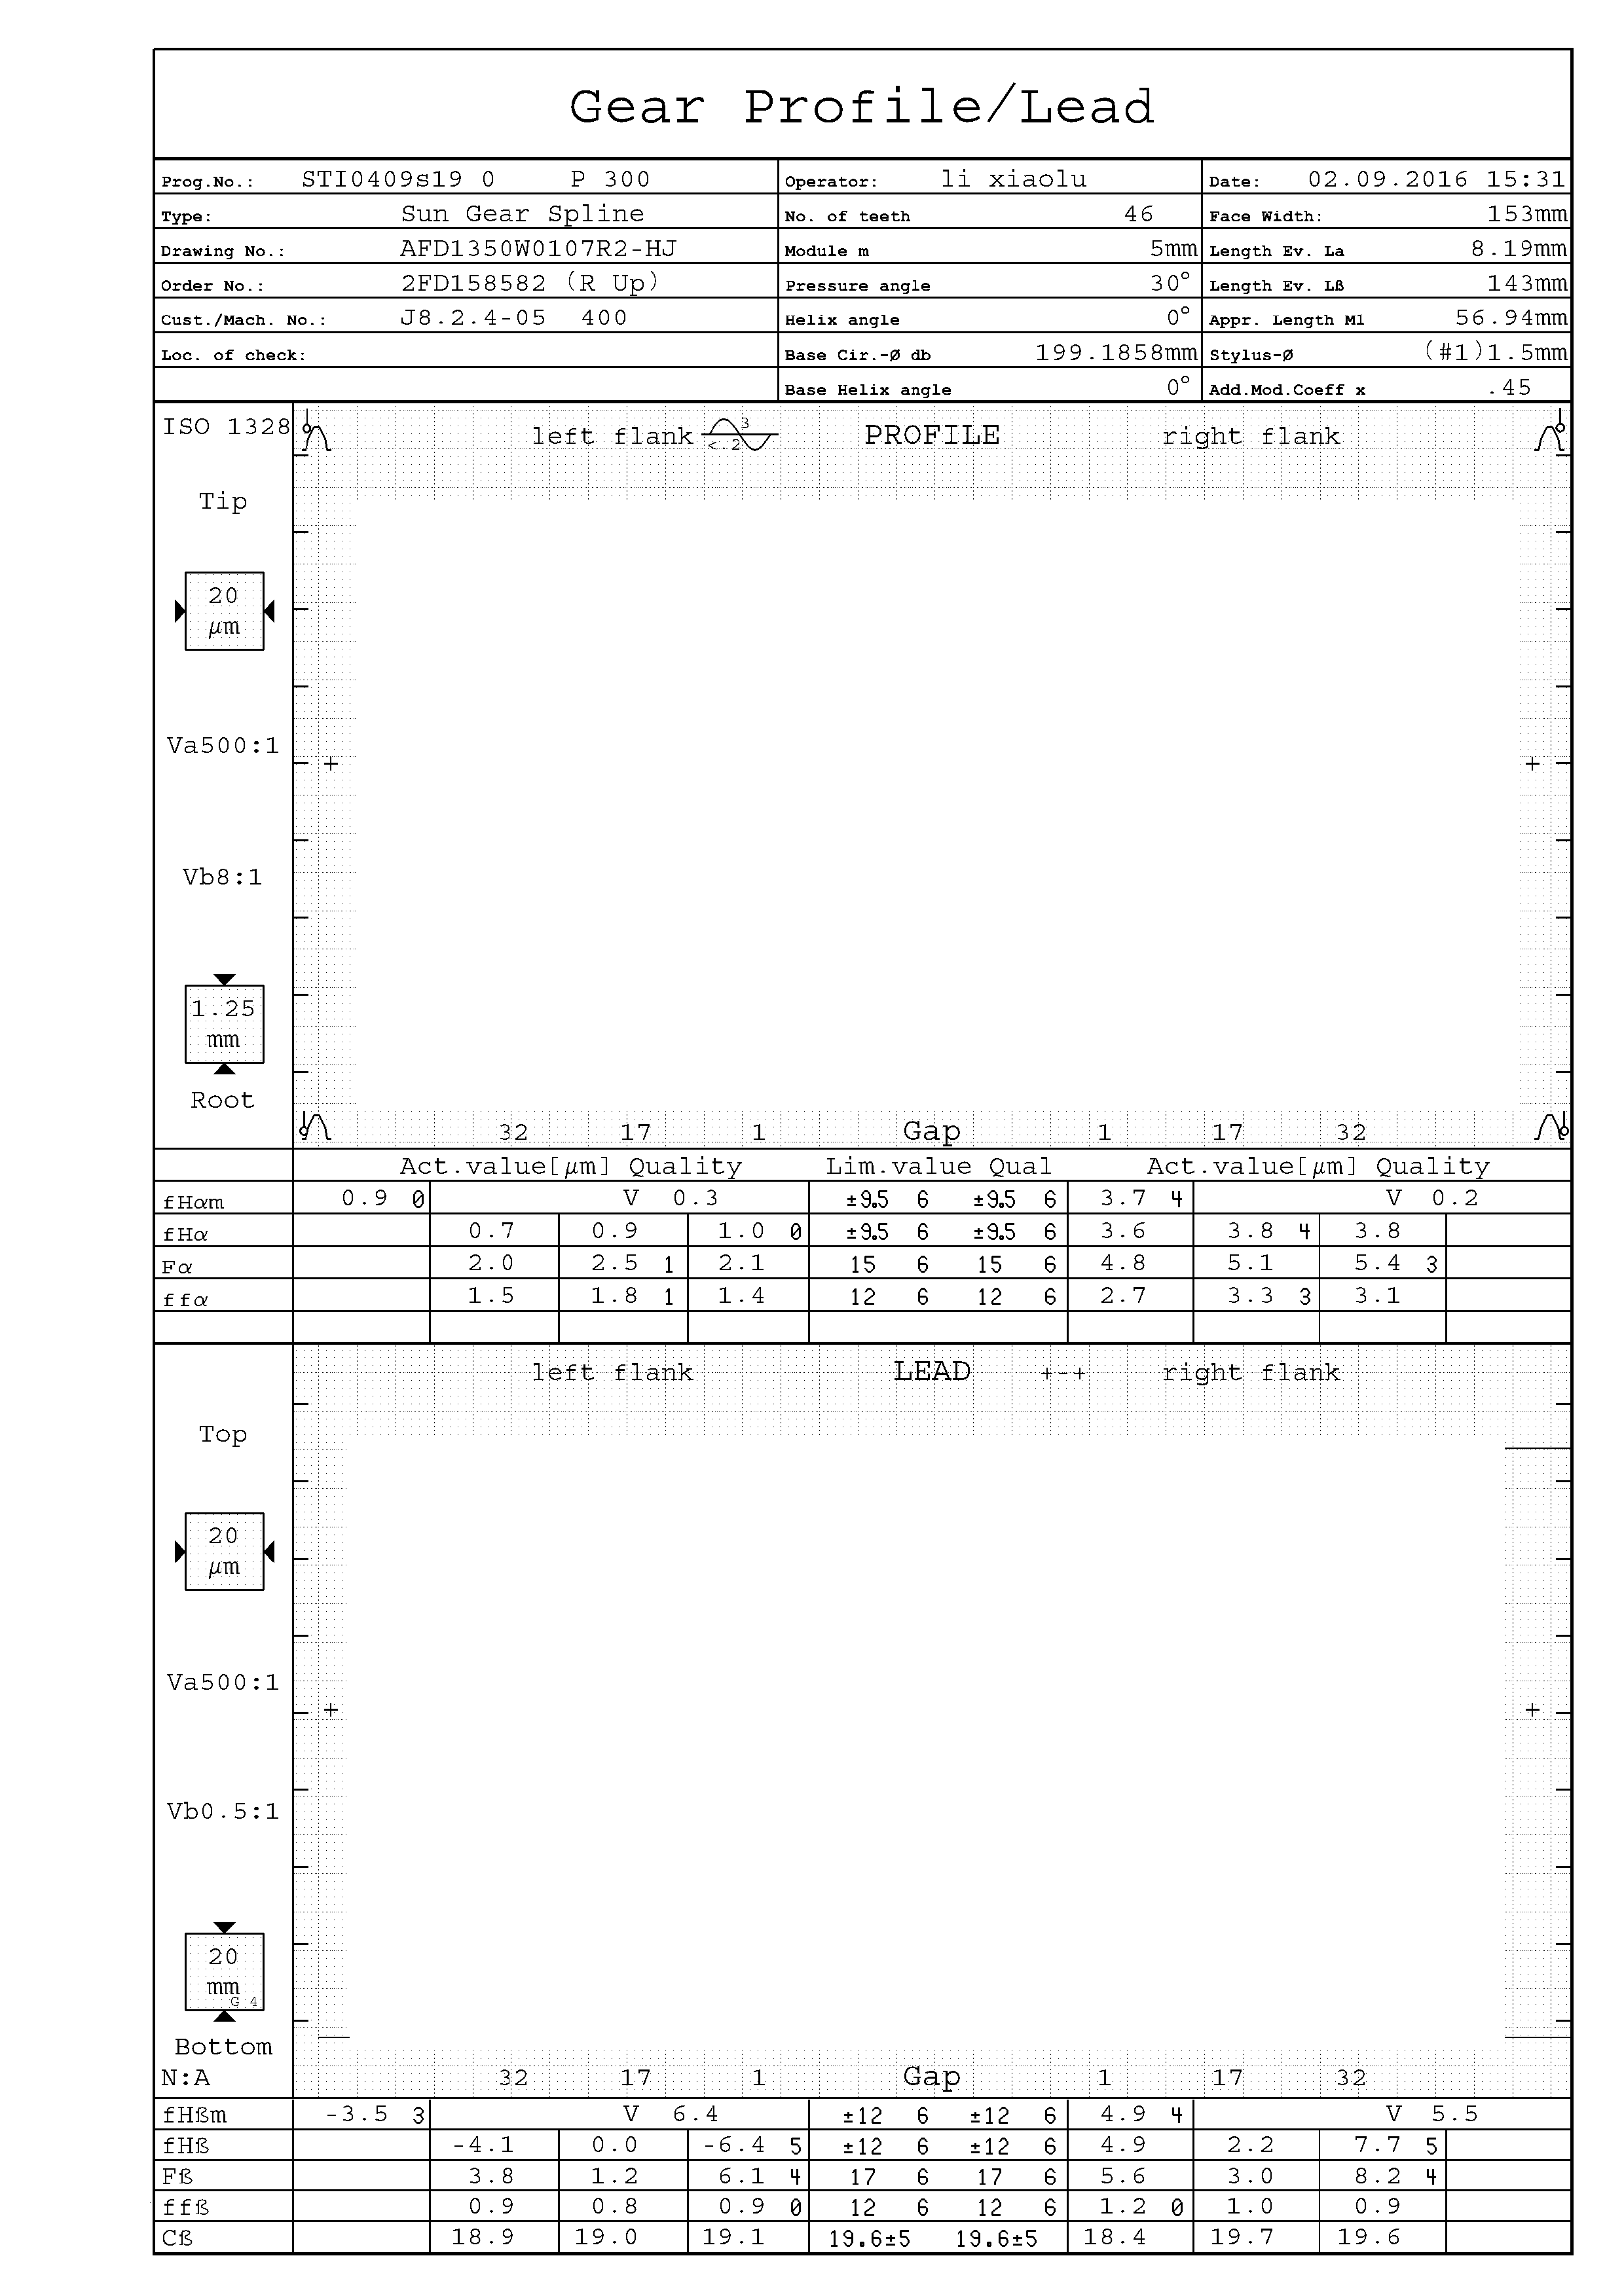 Gear Profile/Lead
Prog.No.: STI0409s19 0 P 300 Operator: li xiaolu Date: 02.09.2016 15:31
Type: Sun Gear Spline No. of teeth 46 Face Width: 153mm
Drawing No.: AFD1350W0107R2-HJ Module m 5mm Length Ev. La 8.19mm
Order No.: 2FD158582 (R Up) Pressure angle 30° Length Ev. Lß 143mm
Cust./Mach. No.: J8.2.4-05 400 Helix angle 0° Appr. Length M1 56.94mm
Loc. of check: Base Cir.-Ø db 199.1858mm Stylus-Ø (#1)1.5mm
Base Helix angle 0° Add.Mod.Coeff x .45
ISO 1328 left flank 3 <.2 PROFILE right flank
Tip
20
µm
Va500:1
+ +
Vb8:1
1.25
mm
Root
32 17 1 Gap 1 17 32
Act.value[µm] Quality Lim.value Qual Act.value[µm] Quality
fHαm 0.9 0 V 0.3 ±9.5 6 ±9.5 6 3.7 4 V 0.2
fHα 0.7 0.9 1.0 0 ±9.5 6 ±9.5 6 3.6 3.8 4 3.8
Fα 2.0 2.5 1 2.1 15 6 15 6 4.8 5.1 5.4 3
ffα 1.5 1.8 1 1.4 12 6 12 6 2.7 3.3 3 3.1
left flank LEAD +-+ right flank
Top
20
µm
Va500:1
+ +
Vb0.5:1
20
mm
G 4
Bottom
N:A 32 17 1 Gap 1 17 32
fHßm -3.5 3 V 6.4 ±12 6 ±12 6 4.9 4 V 5.5
fHß -4.1 0.0 -6.4 5 ±12 6 ±12 6 4.9 2.2 7.7 5
Fß 3.8 1.2 6.1 4 17 6 17 6 5.6 3.0 8.2 4
ffß 0.9 0.8 0.9 0 12 6 12 6 1.2 0 1.0 0.9
Cß 18.9 19.0 19.1 19.6±5 19.6±5 18.4 19.7 19.6